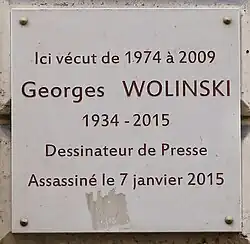 Ici vécut de 1974 à 2009
Georges WOLINSKI
1934 - 2015
Dessinateur de Presse
Assassiné le 7 janvier 2015